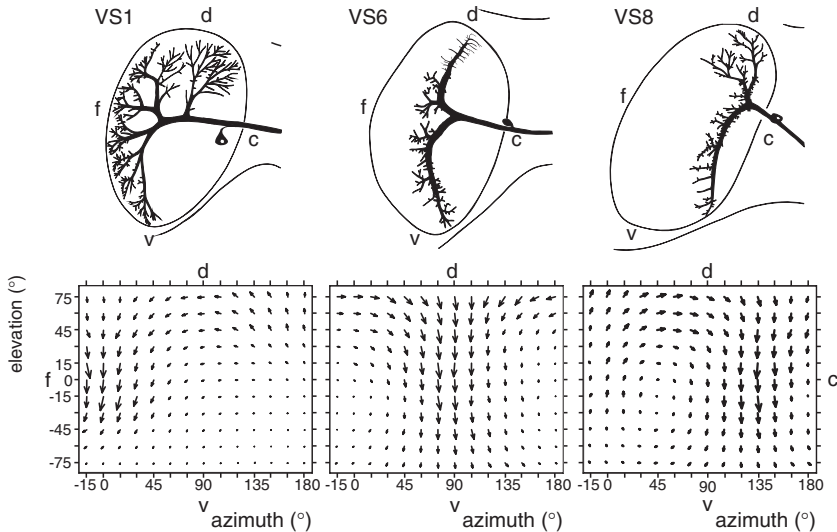 VS1 d VS6 d VS8 d
f f f
c c c
v v v
d d d
elevation (°)
75
45
15
f 0 c
-15
-45
-75
-15 0 45 90 135 180 -15 0 45 90 135 180 -15 0 45 90 135 180
v v v
azimuth (°) azimuth (°) azimuth (°)